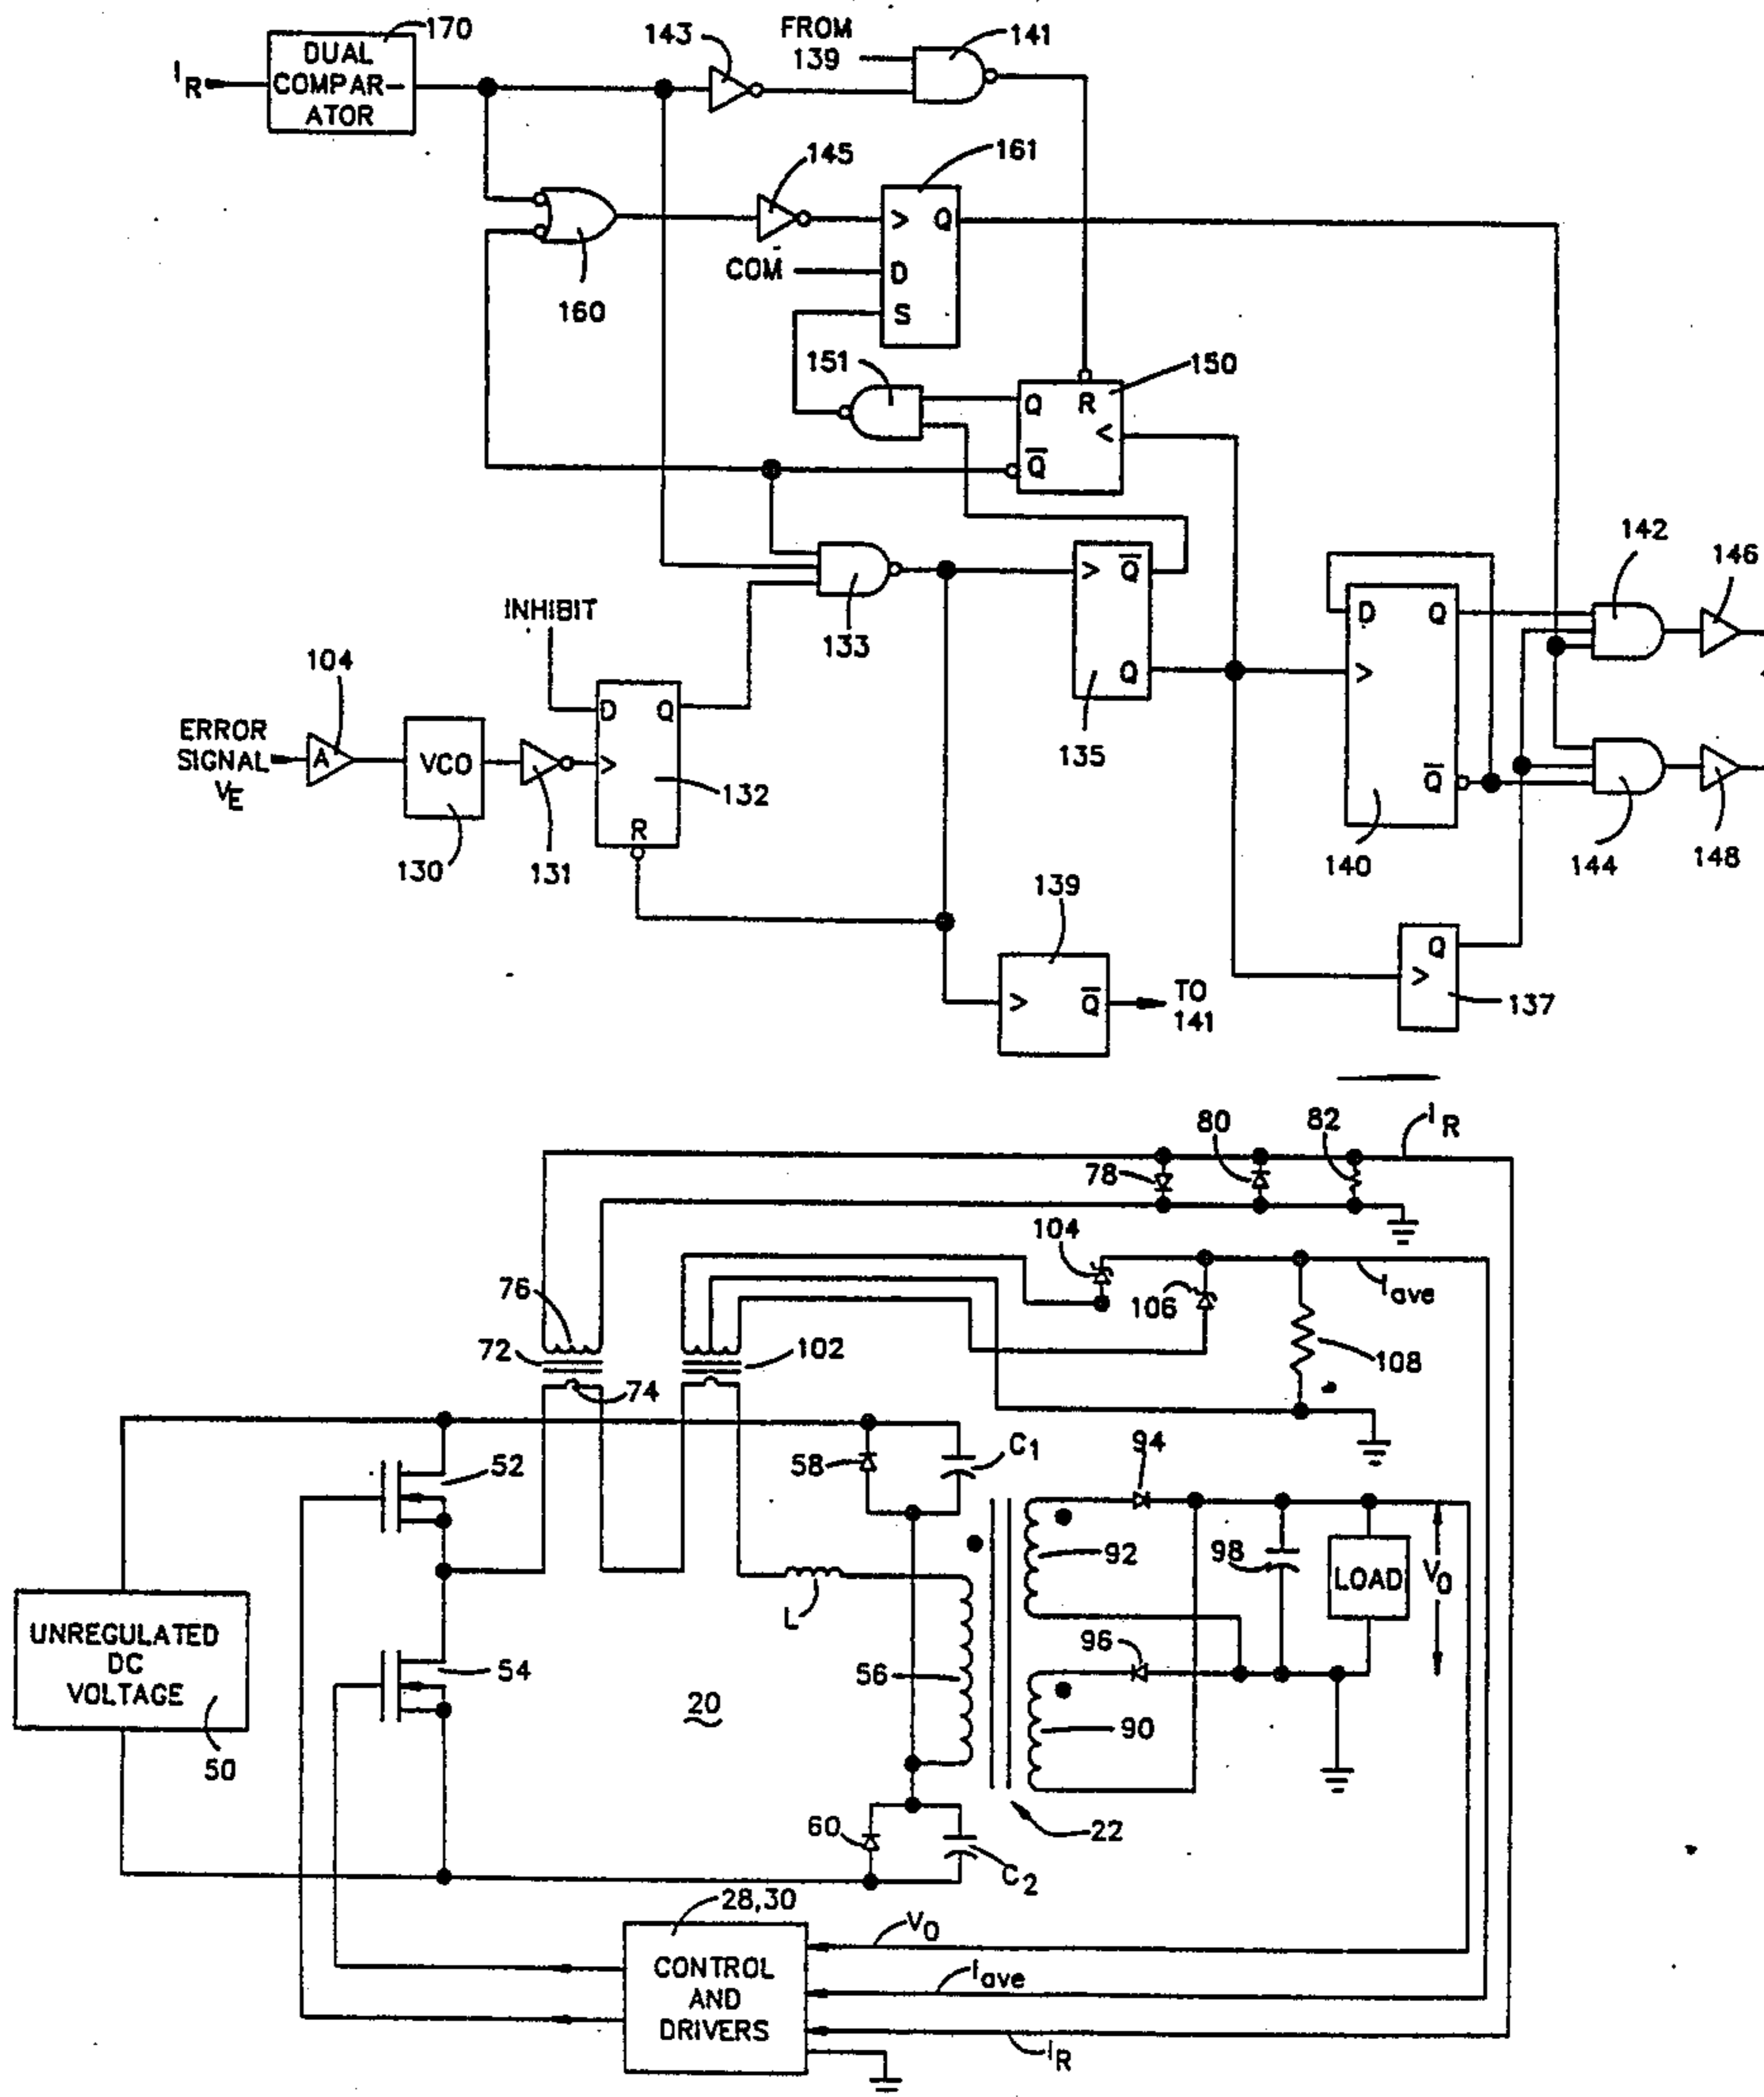 170
DUAL
COMPAR-
ATOR
IR
143
FROM
139
141
145
161
> Q
COM
D
S
160
151
150
Q R
<
Q̅
INHIBIT
133
> Q̅
Q
135
142
146
D Q
>
Q̅
140
144
148
104
ERROR
SIGNAL
VE
A
VCO
130
131
D Q
>
R
132
139
> Q̅
TO
141
Q
>
137
80
82
IR
78
104
106
Iave
108
76
72
74
102
52
58
C1
94
92
98
LOAD
V0
L
UNREGULATED
DC
VOLTAGE
50
54
20
56
96
90
60
C2
22
28,30
CONTROL
AND
DRIVERS
V0
Iave
IR